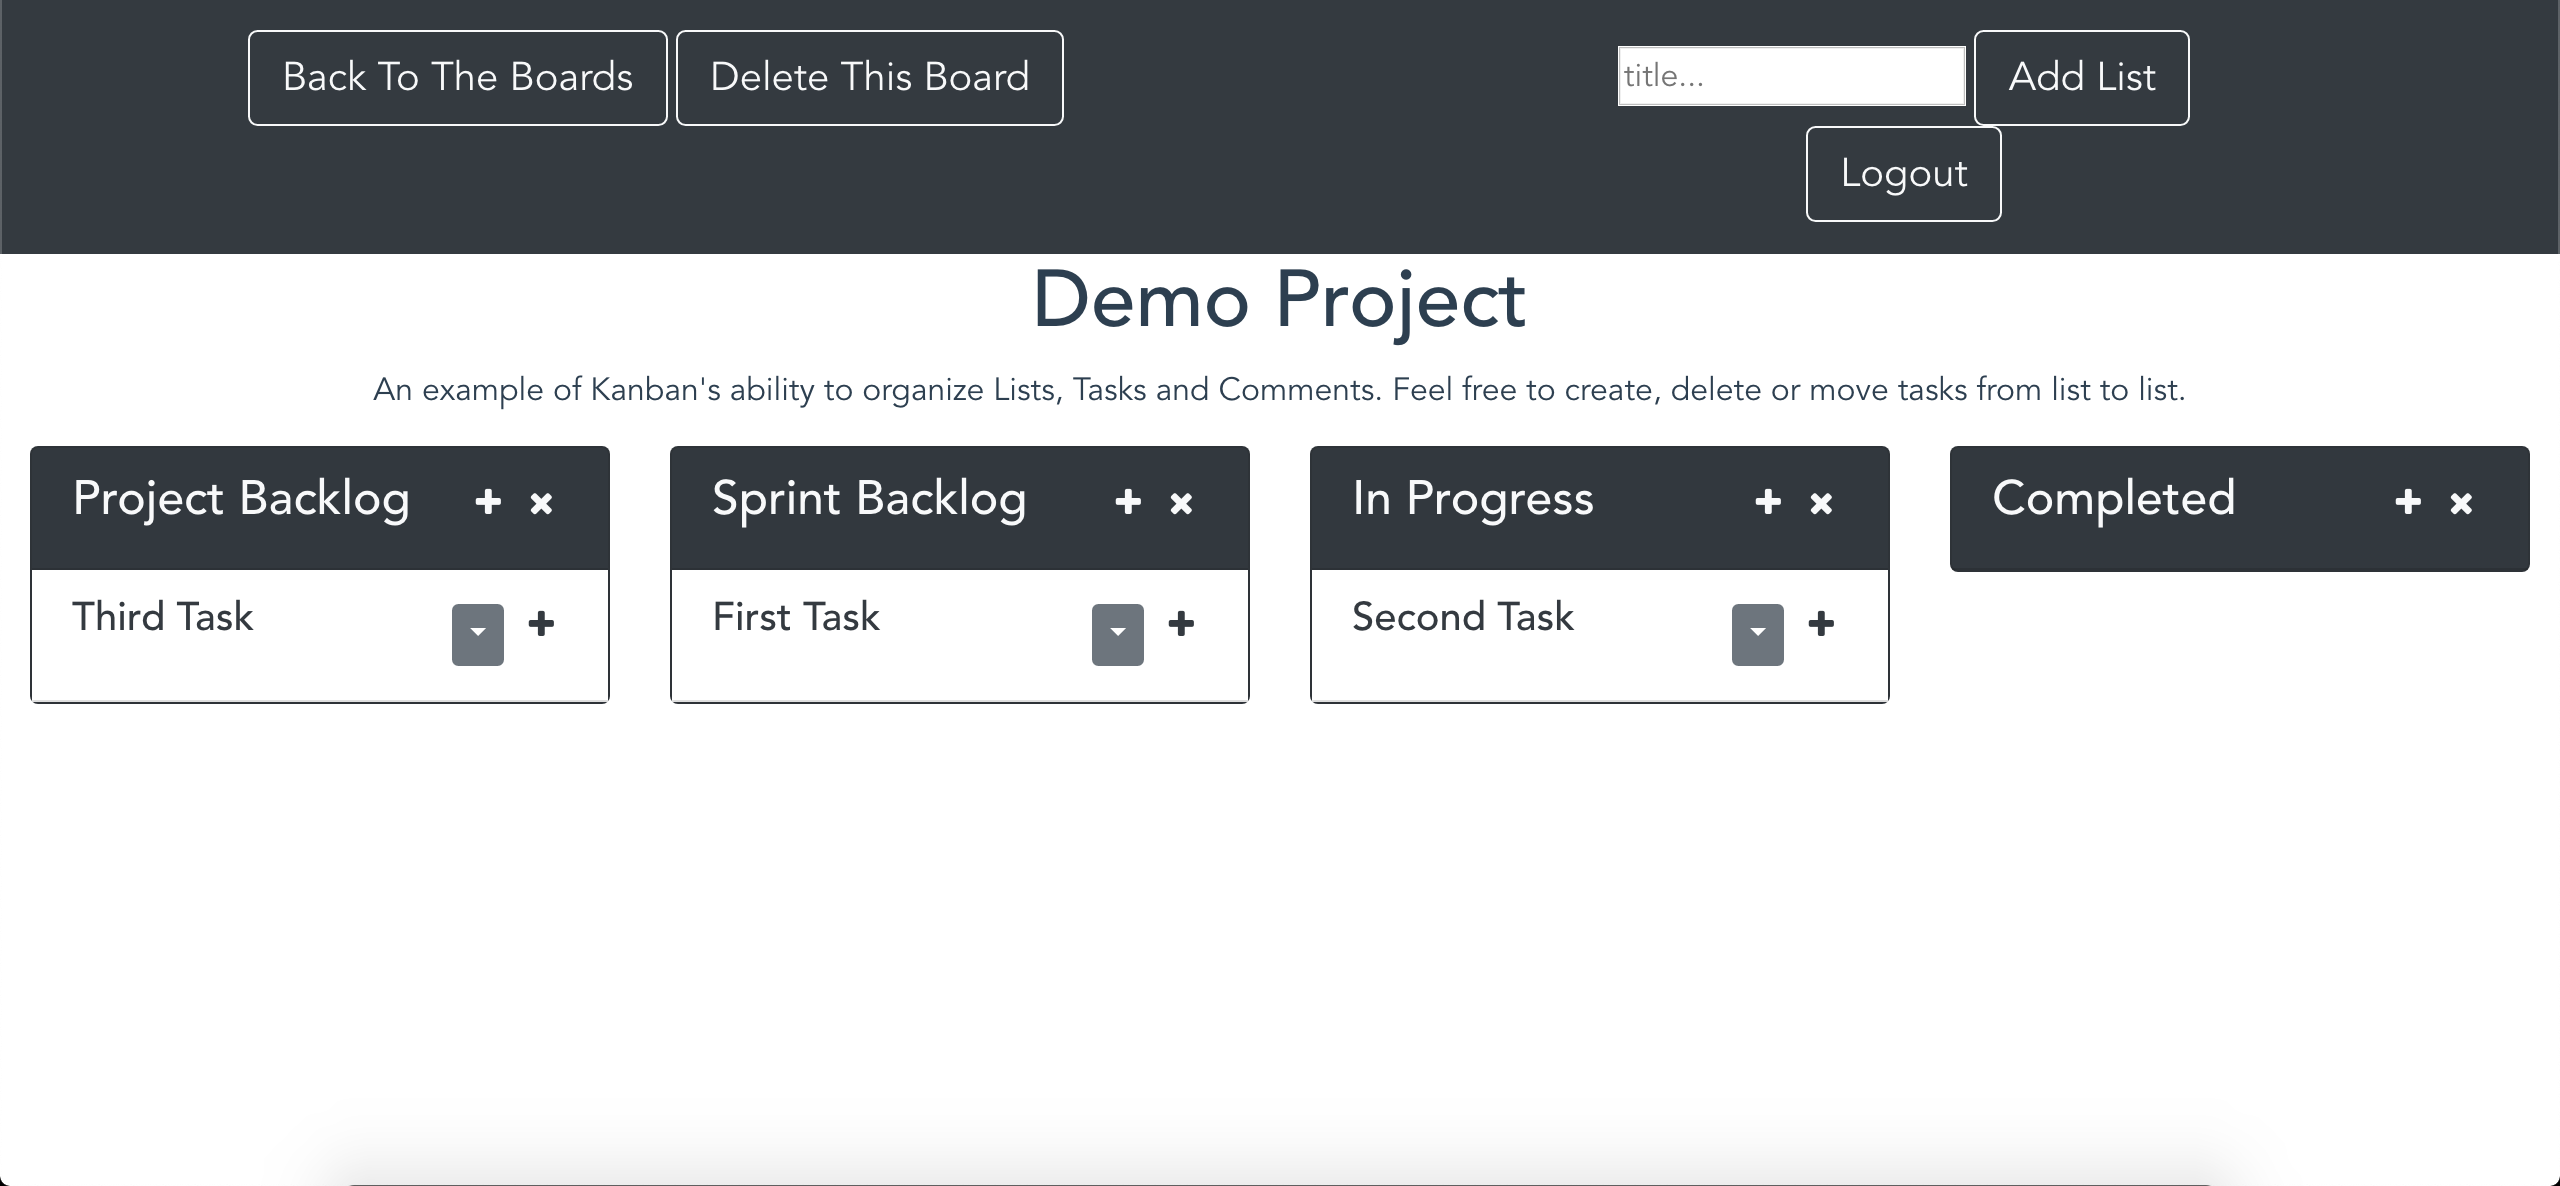 Back To The Boards Delete This Board title... Add List
Logout
Demo Project
An example of Kanban's ability to organize Lists, Tasks and Comments. Feel free to create, delete or move tasks from list to list.
Project Backlog
Third Task
Sprint Backlog
First Task
In Progress
Second Task
Completed